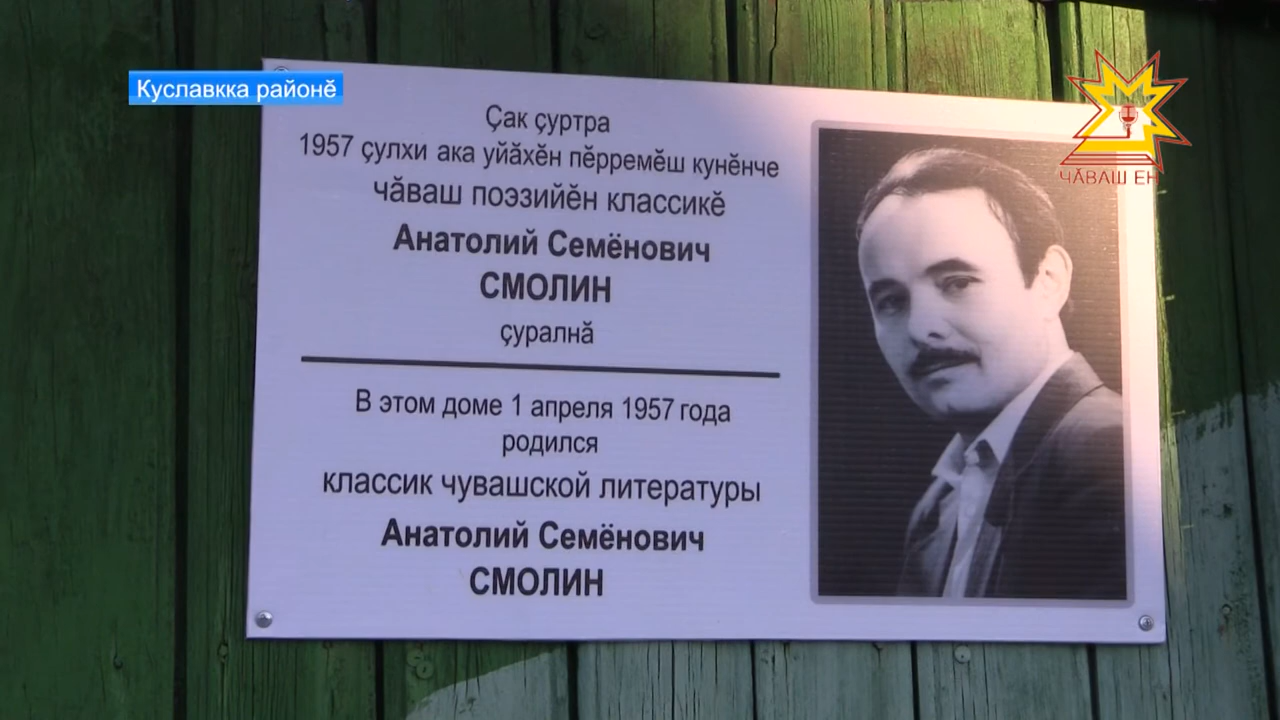 Куславкка районӗ
ЧӐВАШ ЕН
Ҫак ҫуртра
1957 ҫулхи ака уйӑхӗн пӗрремӗш кунӗнче
чӑваш поэзийӗн классикӗ
Анатолий Семёнович
СМОЛИН
ҫуралнӑ
В этом доме 1 апреля 1957 года
родился
классик чувашской литературы
Анатолий Семёнович
СМОЛИН